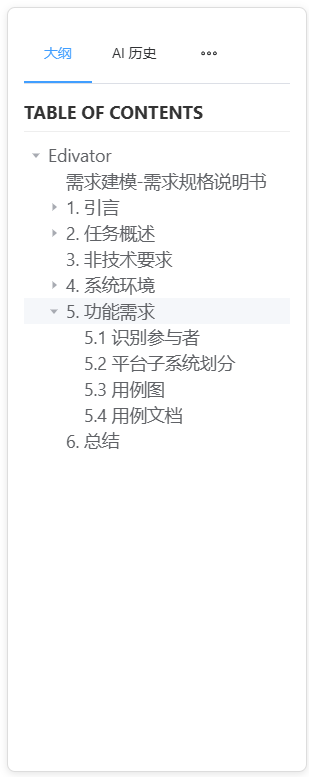 大纲 AI 历史
TABLE OF CONTENTS
Edivator
需求建模-需求规格说明书
1. 引言
2. 任务概述
3. 非技术要求
4. 系统环境
5. 功能需求
5.1 识别参与者
5.2 平台子系统划分
5.3 用例图
5.4 用例文档
6. 总结